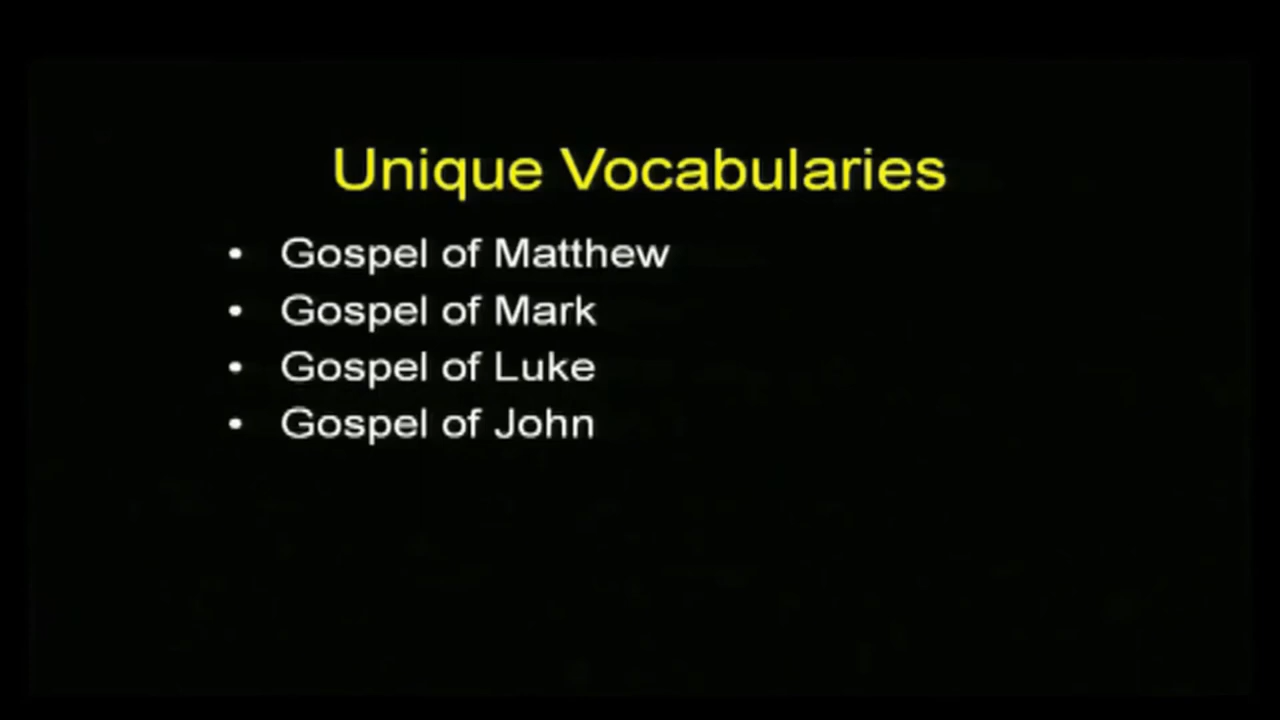 Unique Vocabularies
• Gospel of Matthew
• Gospel of Mark
• Gospel of Luke
• Gospel of John